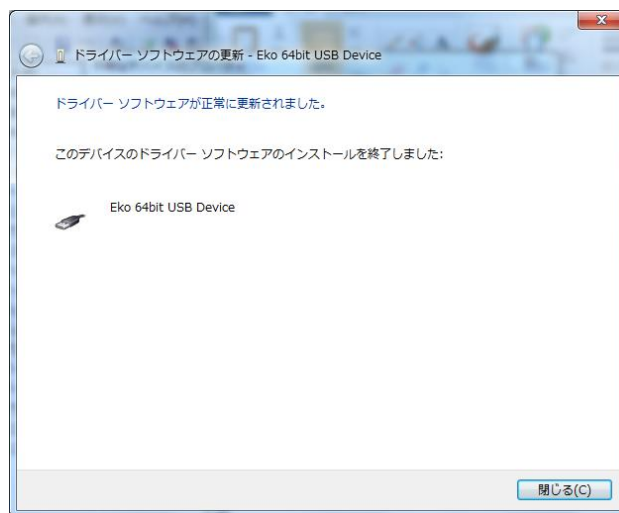 ドライバー ソフトウェアの更新 - Eko 64bit USB Device
ドライバー ソフトウェアが正常に更新されました。
このデバイスのドライバー ソフトウェアのインストールを終了しました:
Eko 64bit USB Device
閉じる(C)